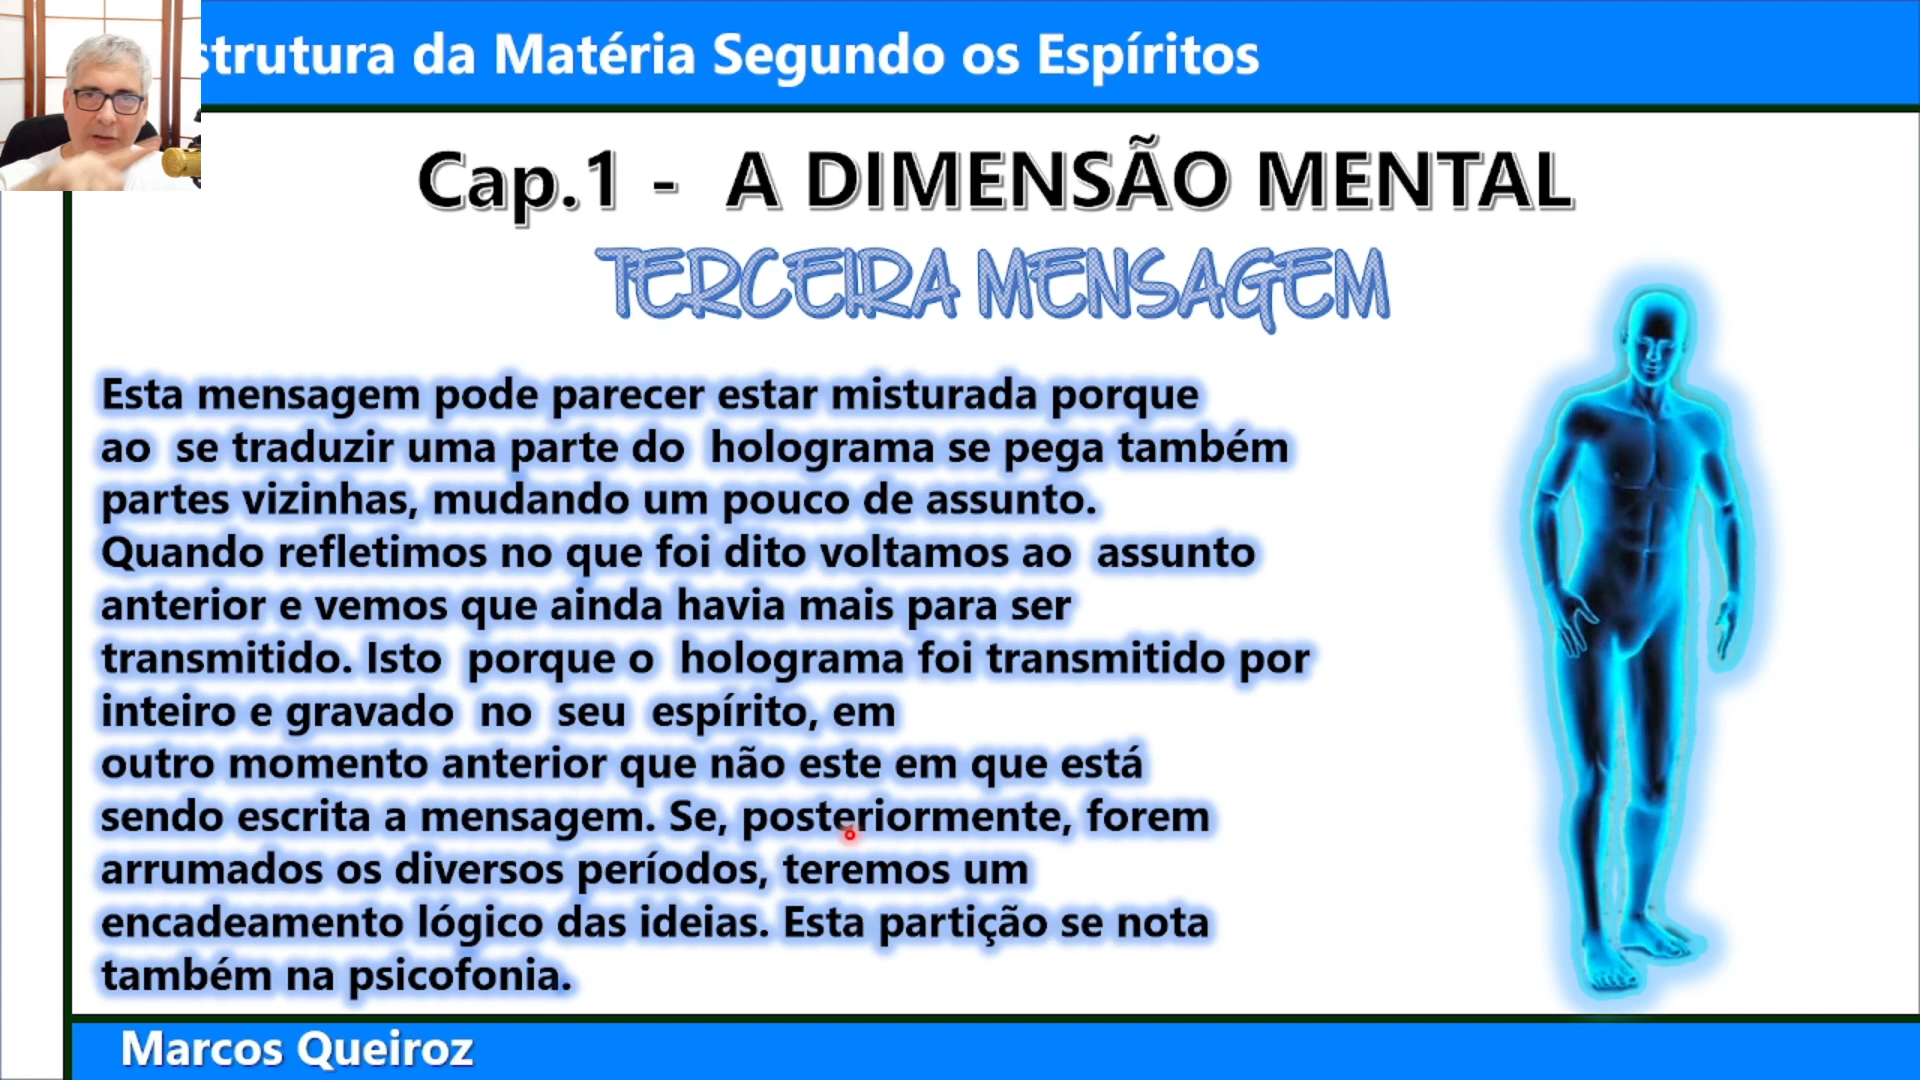 strutura da Matéria Segundo os Espíritos
Cap.1 - A DIMENSÃO MENTAL
TERCEIRA MENSAGEM
Esta mensagem pode parecer estar misturada porque
ao se traduzir uma parte do holograma se pega também
partes vizinhas, mudando um pouco de assunto.
Quando refletimos no que foi dito voltamos ao assunto
anterior e vemos que ainda havia mais para ser
transmitido. Isto porque o holograma foi transmitido por
inteiro e gravado no seu espírito, em
outro momento anterior que não este em que está
sendo escrita a mensagem. Se, posteriormente, forem
arrumados os diversos períodos, teremos um
encadeamento lógico das ideias. Esta partição se nota
também na psicofonia.
Marcos Queiroz